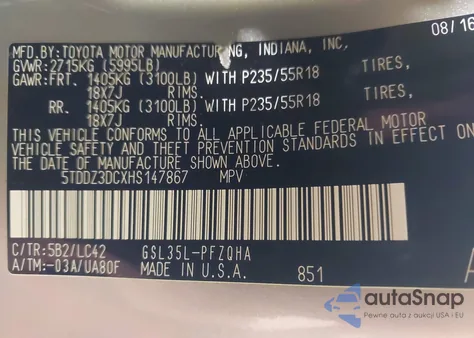 MFD.BY:TOYOTA MOTOR MANUFACTURING, INDIANA, INC. 08/16
GVWR:2715KG (5995LB)
GAWR:FRT. 1405KG (3100LB) WITH P235/55R18 TIRES,
18X7J RIMS.
RR. 1405KG (3100LB) WITH P235/55R18 TIRES,
18X7J RIMS.
THIS VEHICLE CONFORMS TO ALL APPLICABLE FEDERAL MOTOR
VEHICLE SAFETY AND THEFT PREVENTION STANDARDS IN EFFECT ON
THE DATE OF MANUFACTURE SHOWN ABOVE.
5TDDZ3DCXHS147867 MPV
C/TR:5B2/LC42 GSL35L-PFZQHA
A/TM:-03A/UA80F MADE IN U.S.A. 851
autoSnap
Pewne auta z aukcji USA i EU